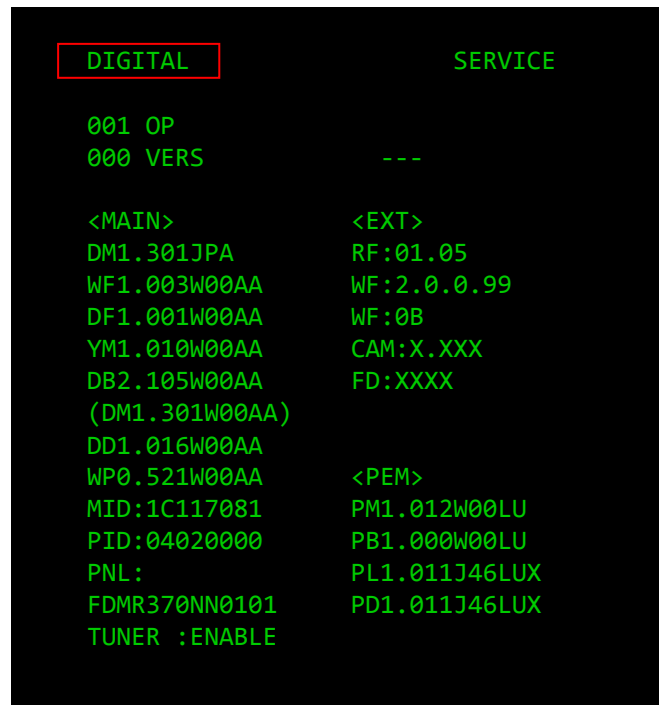 DIGITAL SERVICE
001 OP
000 VERS ---
<MAIN> <EXT>
DM1.301JPA RF:01.05
WF1.003W00AA WF:2.0.0.99
DF1.001W00AA WF:0B
YM1.010W00AA CAM:X.XXX
DB2.105W00AA FD:XXXX
(DM1.301W00AA)
DD1.016W00AA
WP0.521W00AA <PEM>
MID:1C117081 PM1.012W00LU
PID:04020000 PB1.000W00LU
PNL: PL1.011J46LUX
FDMR370NN0101 PD1.011J46LUX
TUNER :ENABLE